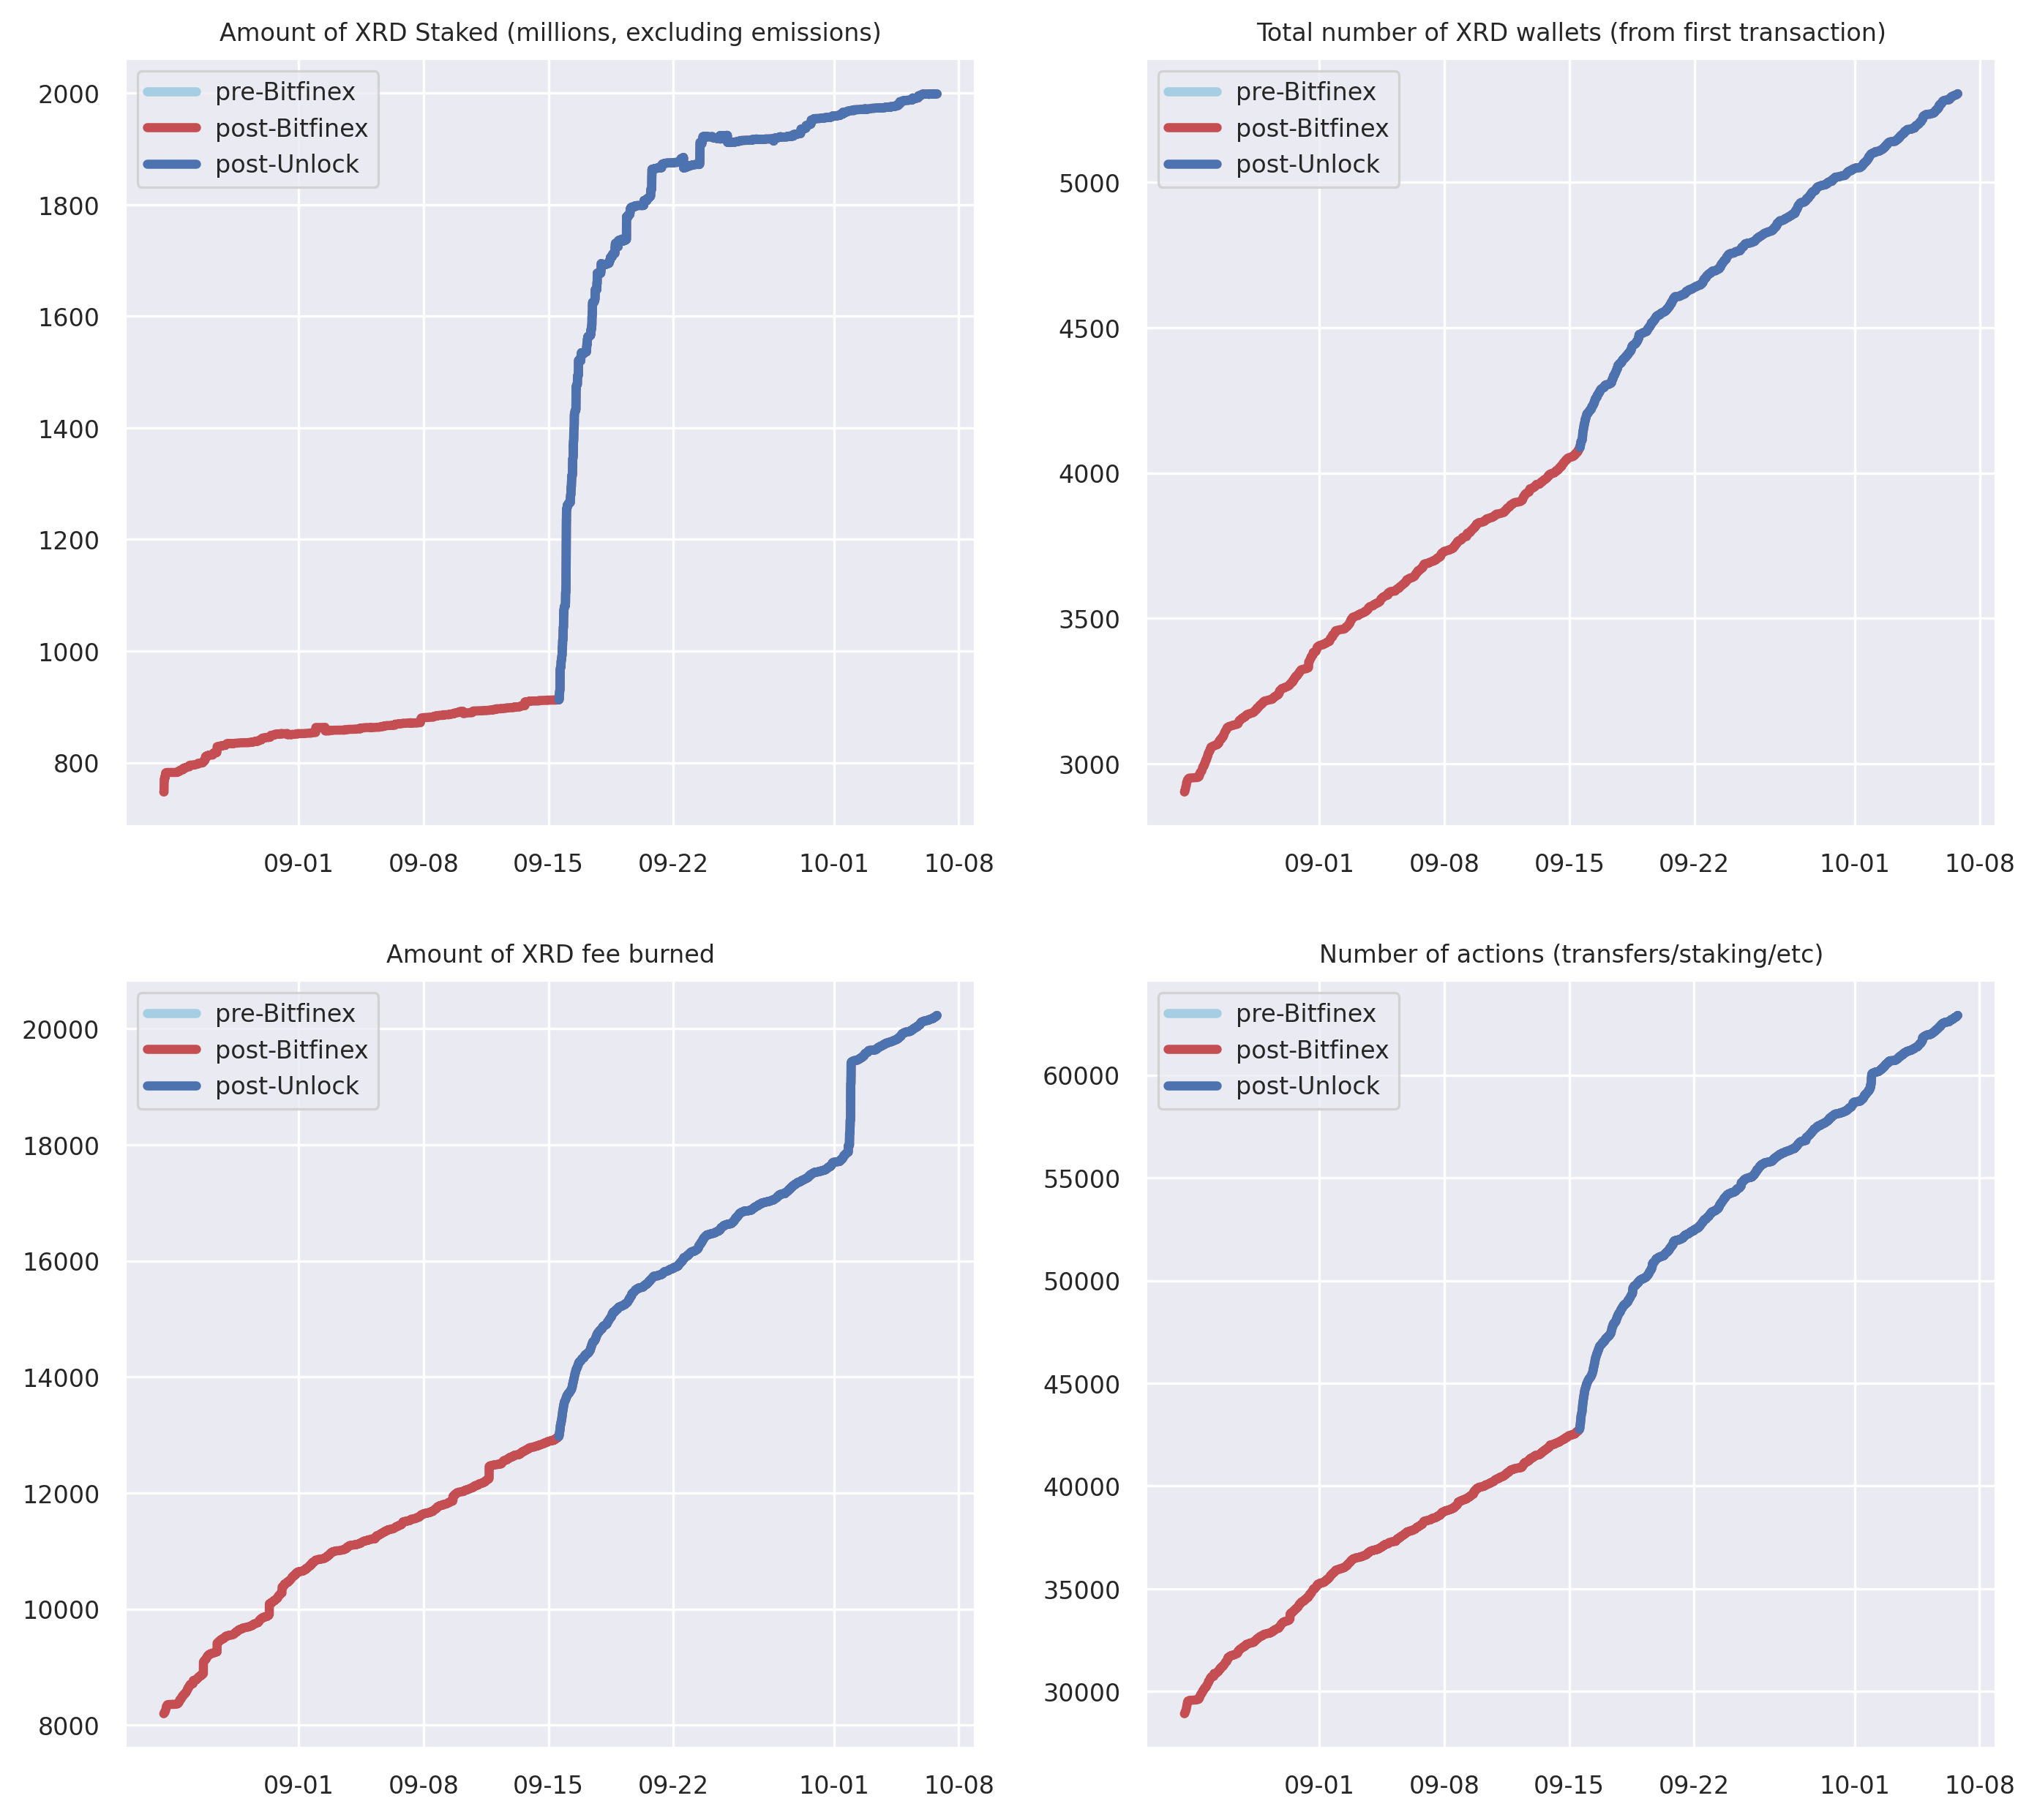 Amount of XRD Staked (millions, excluding emissions)
pre-Bitfinex
post-Bitfinex
post-Unlock
2000
1800
1600
1400
1200
1000
800
09-01 09-08 09-15 09-22 10-01 10-08
Total number of XRD wallets (from first transaction)
pre-Bitfinex
post-Bitfinex
post-Unlock
5000
4500
4000
3500
3000
09-01 09-08 09-15 09-22 10-01 10-08
Amount of XRD fee burned
pre-Bitfinex
post-Bitfinex
post-Unlock
20000
18000
16000
14000
12000
10000
8000
09-01 09-08 09-15 09-22 10-01 10-08
Number of actions (transfers/staking/etc)
pre-Bitfinex
post-Bitfinex
post-Unlock
60000
55000
50000
45000
40000
35000
30000
09-01 09-08 09-15 09-22 10-01 10-08